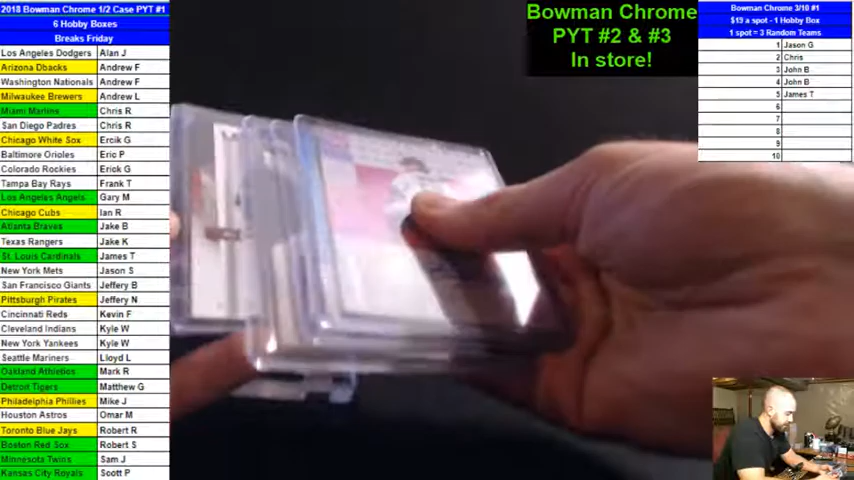 2018 Bowman Chrome 1/2 Case PYT #1
6 Hobby Boxes
Breaks Friday
Los Angeles Dodgers Alan J
Arizona Dbacks Andrew F
Washington Nationals Andrew F
Milwaukee Brewers Andrew L
Miami Marlins Chris R
San Diego Padres Chris R
Chicago White Sox Ercik G
Baltimore Orioles Eric P
Colorado Rockies Erick G
Tampa Bay Rays Frank T
Los Angeles Angels Gary M
Chicago Cubs Ian R
Atlanta Braves Jake B
Texas Rangers Jake K
St. Louis Cardinals James T
New York Mets Jason S
San Francisco Giants Jeffery B
Pittsburgh Pirates Jeffery N
Cincinnati Reds Kevin F
Cleveland Indians Kyle W
New York Yankees Kyle W
Seattle Mariners Lloyd L
Oakland Athletics Mark R
Detroit Tigers Matthew G
Philadelphia Phillies Mike J
Houston Astros Omar M
Toronto Blue Jays Robert R
Boston Red Sox Robert S
Minnesota Twins Sam J
Kansas City Royals Scott P
Bowman Chrome
PYT #2 & #3
In store!
Bowman Chrome 3/10 #1
$19 a spot - 1 Hobby Box
1 spot = 3 Random Teams
1 Jason G
2 Chris
3 John B
4 John B
5 James T
6
7
8
9
10